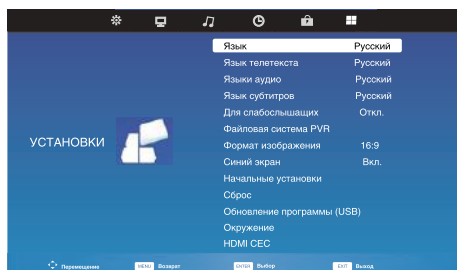 Язык Русский
Язык телетекста Русский
Языки аудио Русский
Язык субтитров Русский
Для слабослышащих Откл.
Файловая система PVR
УСТАНОВКИ
Формат изображения 16:9
Синий экран Вкл.
Начальные установки
Сброс
Обновление программы (USB)
Окружение
HDMI CEC
Перемещение MENU Возврат ENTER Выбор EXIT Выход